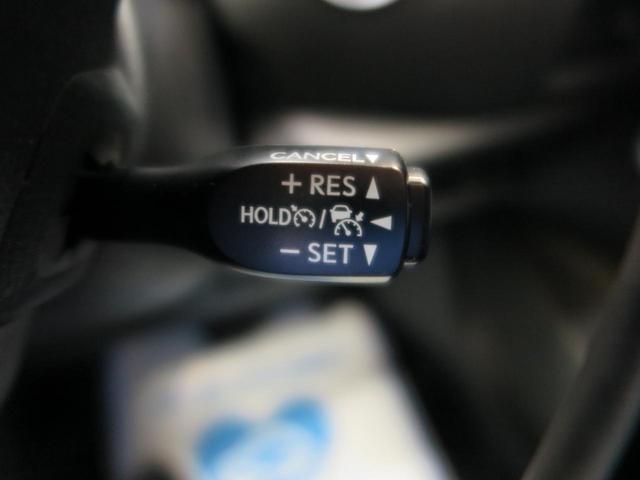 CANCEL▼
+ RES ▲
HOLD / ◀
− SET ▼